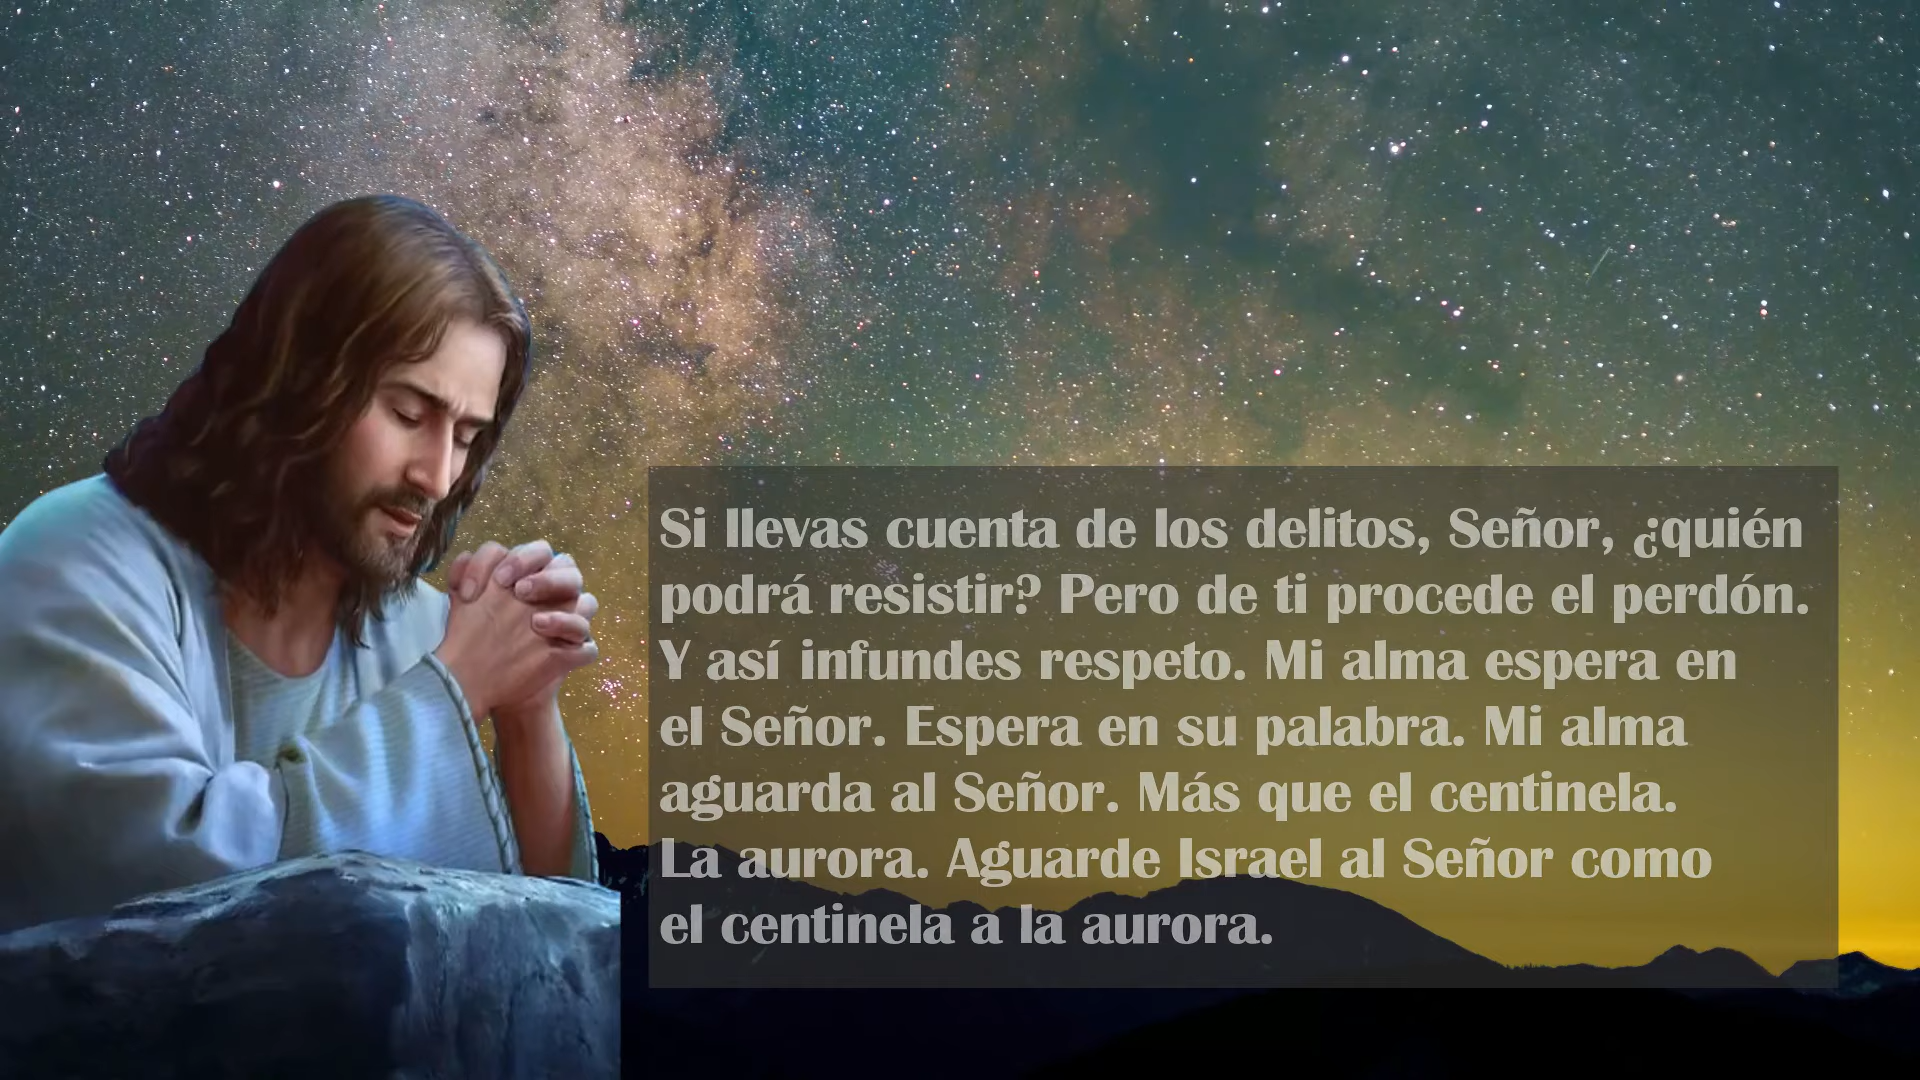 Si llevas cuenta de los delitos, Señor, ¿quién
podrá resistir? Pero de ti procede el perdón.
Y así infundes respeto. Mi alma espera en
el Señor. Espera en su palabra. Mi alma
aguarda al Señor. Más que el centinela.
La aurora. Aguarde Israel al Señor como
el centinela a la aurora.